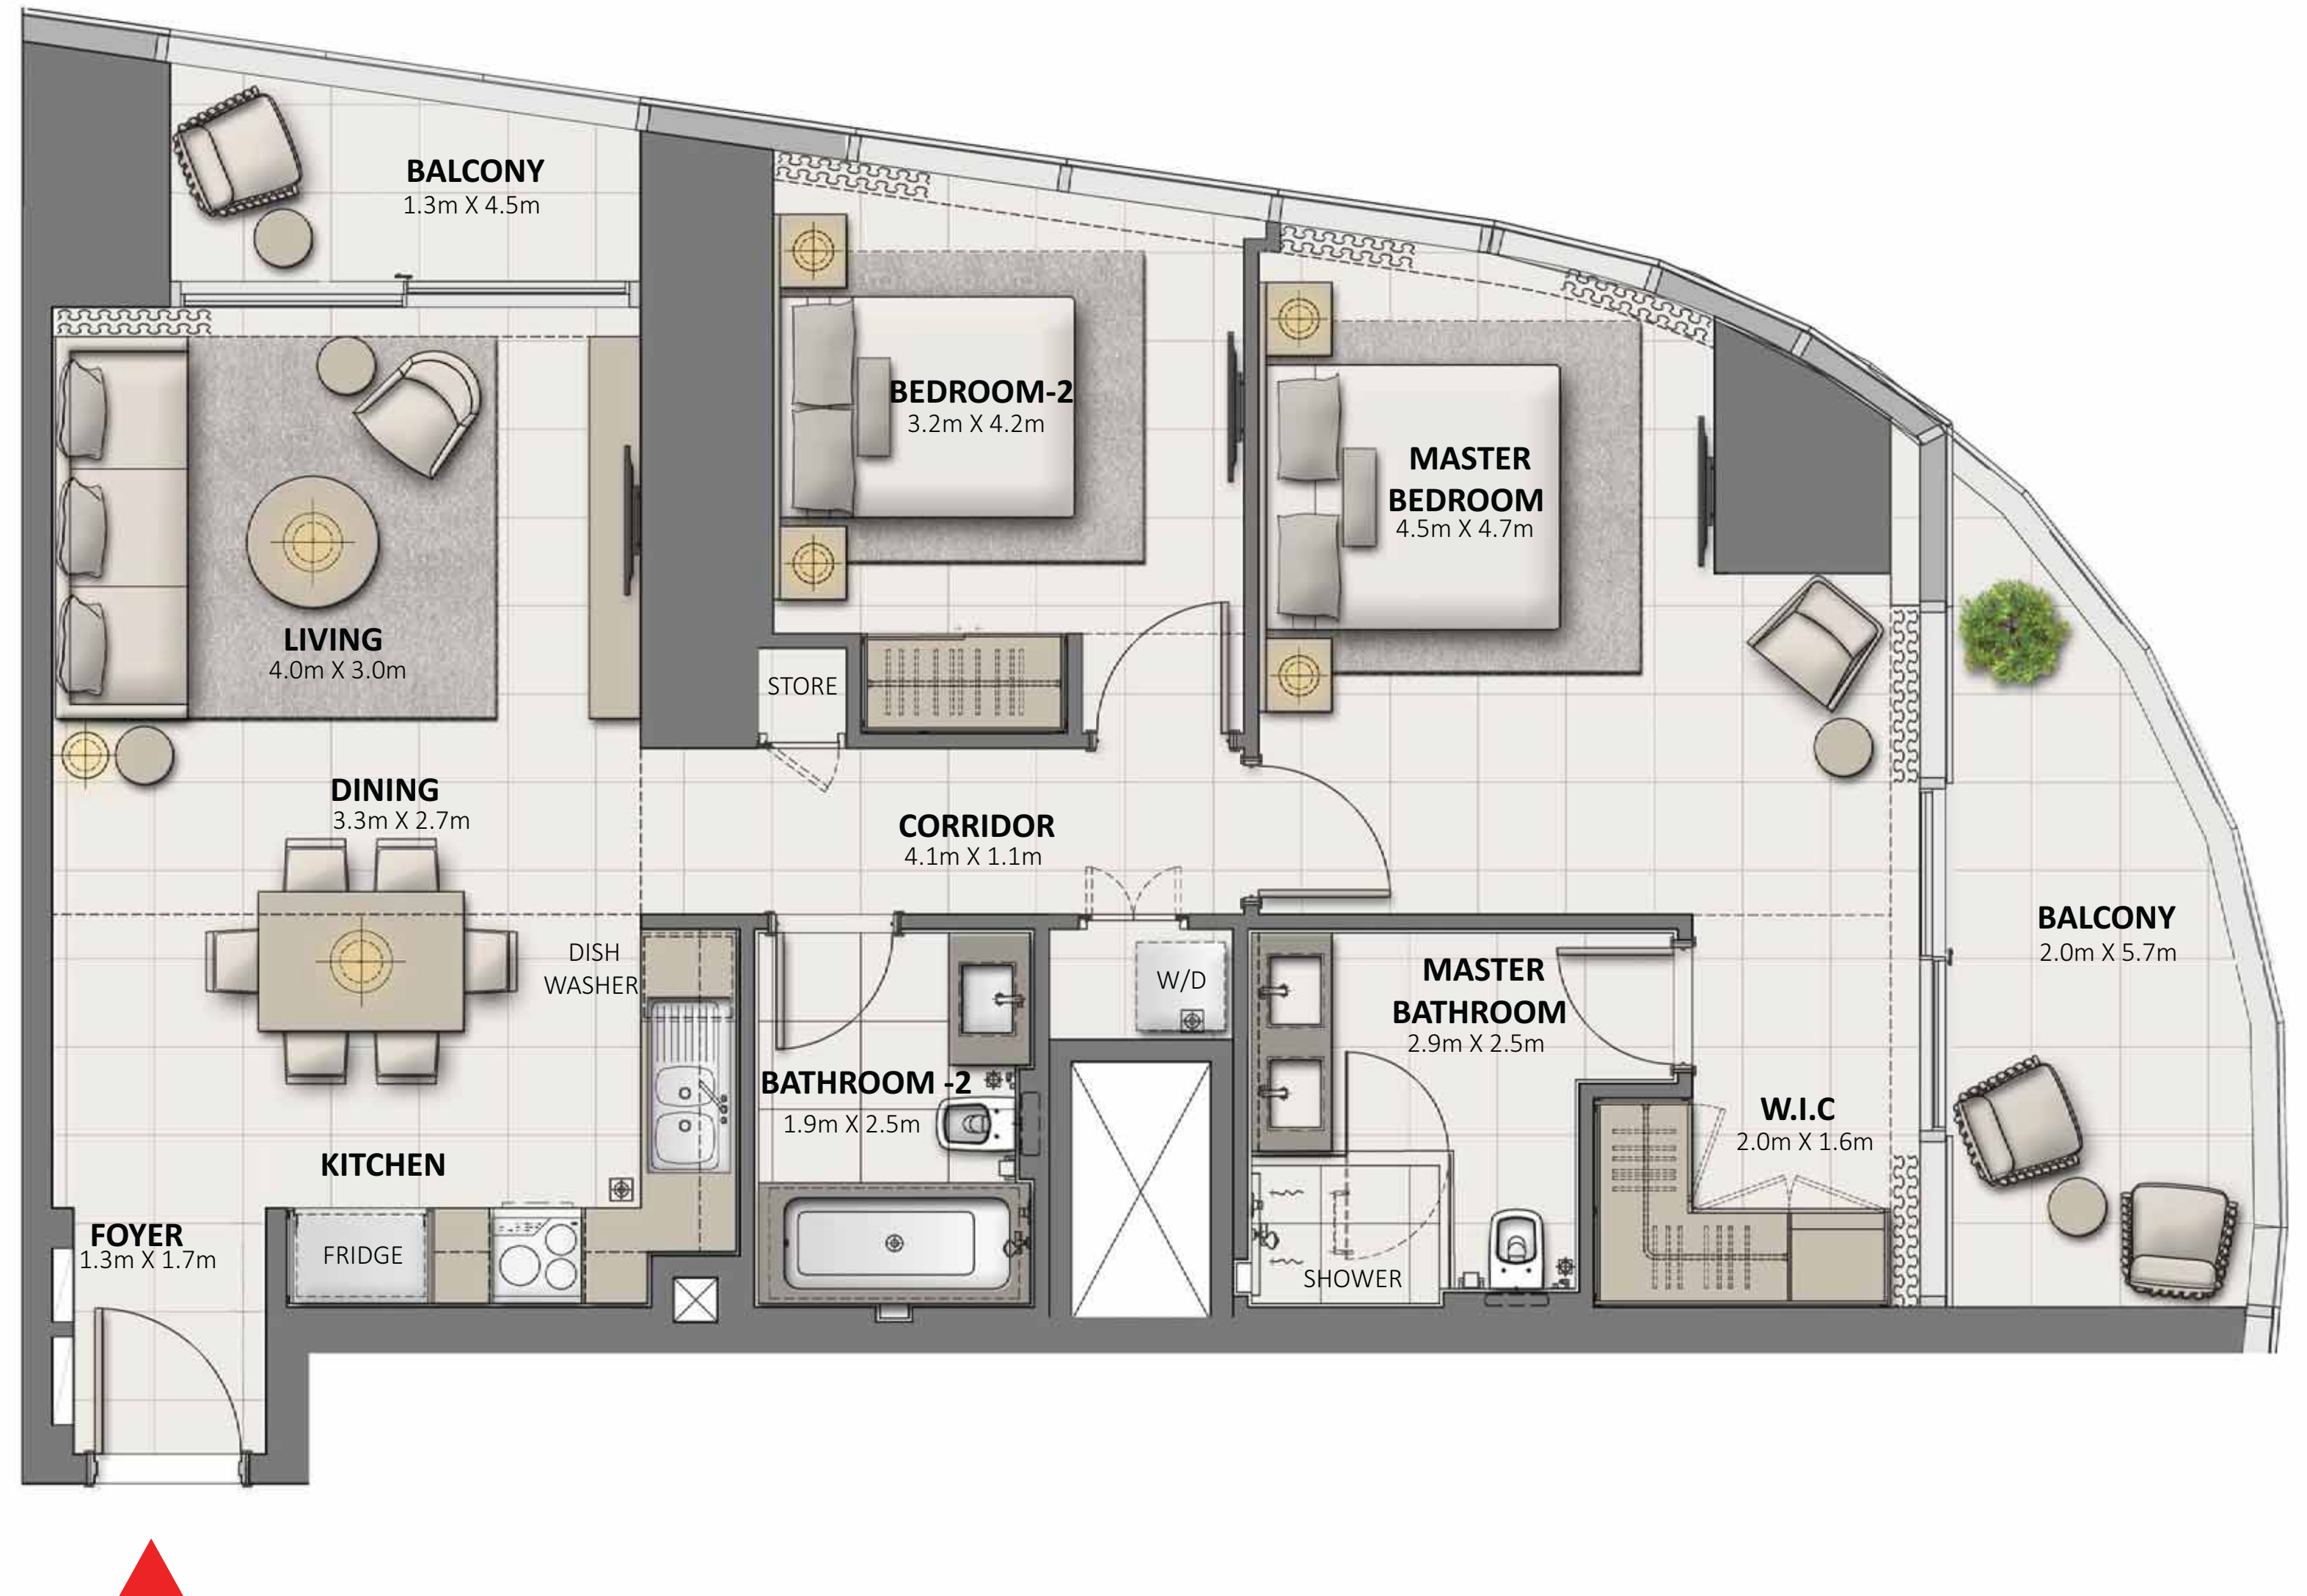 BALCONY
1.3m X 4.5m
BEDROOM-2
3.2m X 4.2m
MASTER
BEDROOM
4.5m X 4.7m
LIVING
4.0m X 3.0m
STORE
DINING
3.3m X 2.7m
CORRIDOR
4.1m X 1.1m
BALCONY
2.0m X 5.7m
DISH
WASHER
W/D
MASTER
BATHROOM
2.9m X 2.5m
BATHROOM -2
1.9m X 2.5m
W.I.C
2.0m X 1.6m
KITCHEN
FOYER
1.3m X 1.7m
FRIDGE
SHOWER